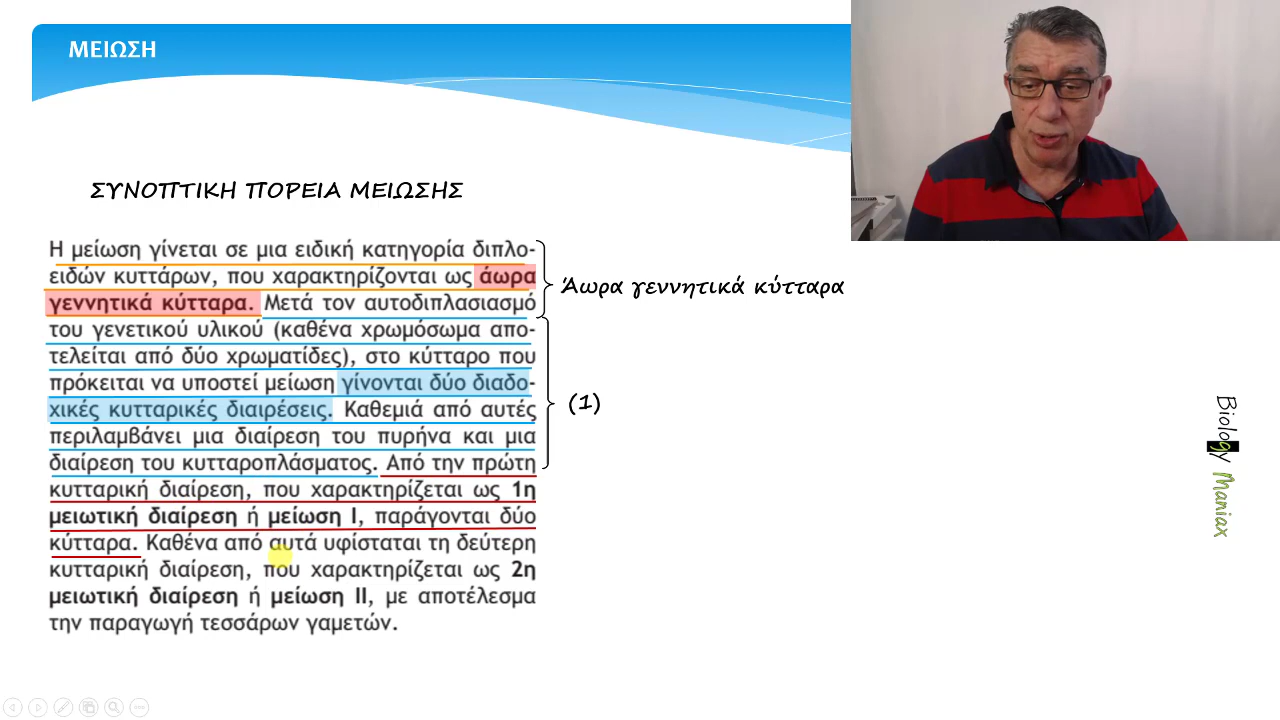 ΜΕΙΩΣΗ
ΣΥΝΟΠΤΙΚΗ ΠΟΡΕΙΑ ΜΕΙΩΣΗΣ
Η μείωση γίνεται σε μια ειδική κατηγορία διπλο-
ειδών κυττάρων, που χαρακτηρίζονται ως άωρα
γεννητικά κύτταρα. Μετά τον αυτοδιπλασιασμό
του γενετικού υλικού (καθένα χρωμόσωμα απο-
τελείται από δύο χρωματίδες), στο κύτταρο που
πρόκειται να υποστεί μείωση γίνονται δύο διαδο-
χικές κυτταρικές διαιρέσεις. Καθεμιά από αυτές
περιλαμβάνει μια διαίρεση του πυρήνα και μια
διαίρεση του κυτταροπλάσματος. Από την πρώτη
κυτταρική διαίρεση, που χαρακτηρίζεται ως 1η
μειωτική διαίρεση ή μείωση Ι, παράγονται δύο
κύτταρα. Καθένα από αυτά υφίσταται τη δεύτερη
κυτταρική διαίρεση, που χαρακτηρίζεται ως 2η
μειωτική διαίρεση ή μείωση ΙΙ, με αποτέλεσμα
την παραγωγή τεσσάρων γαμετών.
Άωρα γεννητικά κύτταρα
(1)
Biology Maniax